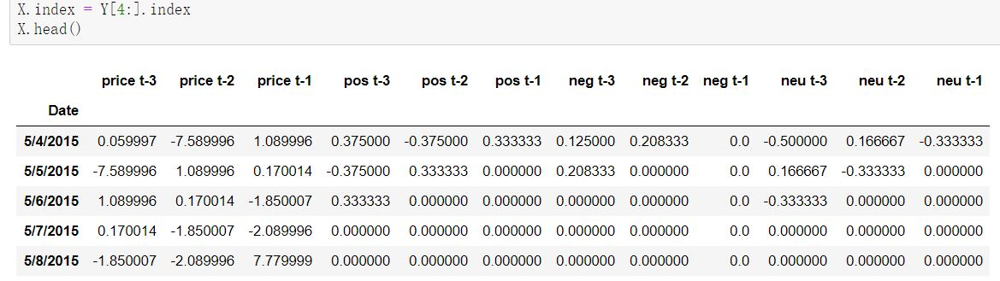 X.index = Y[4:].index
X.head()
price t-3 price t-2 price t-1 pos t-3 pos t-2 pos t-1 neg t-3 neg t-2 neg t-1 neu t-3 neu t-2 neu t-1
Date
5/4/2015 0.059997 -7.589996 1.089996 0.375000 -0.375000 0.333333 0.125000 0.208333 0.0 -0.500000 0.166667 -0.333333
5/5/2015 -7.589996 1.089996 0.170014 -0.375000 0.333333 0.000000 0.208333 0.000000 0.0 0.166667 -0.333333 0.000000
5/6/2015 1.089996 0.170014 -1.850007 0.333333 0.000000 0.000000 0.000000 0.000000 0.0 -0.333333 0.000000 0.000000
5/7/2015 0.170014 -1.850007 -2.089996 0.000000 0.000000 0.000000 0.000000 0.000000 0.0 0.000000 0.000000 0.000000
5/8/2015 -1.850007 -2.089996 7.779999 0.000000 0.000000 0.000000 0.000000 0.000000 0.0 0.000000 0.000000 0.000000